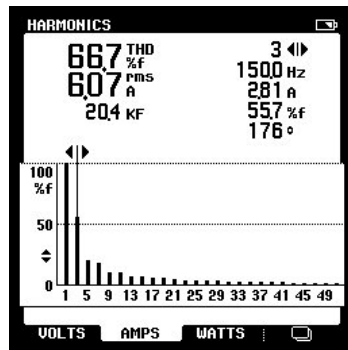 HARMONICS
66,7 THD %f
6,07 rms A
20,4 KF
3
150,0 Hz
2,81 A
55,7 %f
176 °
100
%f
50
0
1 5 9 13 17 21 25 29 33 37 41 45 49
VOLTS AMPS WATTS